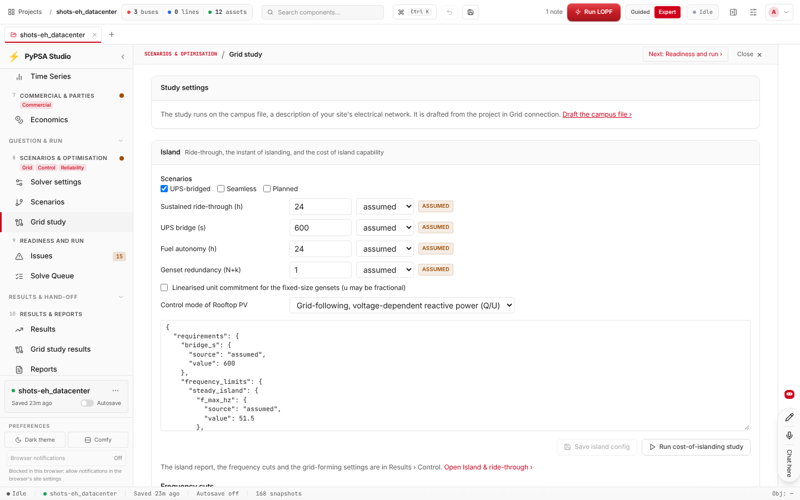 Projects / shots-eh_datacenter 3 buses 0 lines 12 assets Search components... ⌘ Ctrl K 1 note Run LOPF Guided Expert Idle A
shots-eh_datacenter × +
PyPSA Studio
SCENARIOS & OPTIMISATION / Grid study Next: Readiness and run › Close ×
Time Series
7 COMMERCIAL & PARTIES
Commercial
Economics
QUESTION & RUN
SCENARIOS & OPTIMISATION
Grid Control Reliability
Solver settings
Scenarios
Grid study
READINESS AND RUN
Issues 15
Solve Queue
RESULTS & HAND-OFF
10 RESULTS & REPORTS
Results
Grid study results
Reports
shots-eh_datacenter ...
Saved 23m ago Autosave
PREFERENCES
Dark theme Comfy
Browser notifications Off
Blocked in this browser: allow notifications in the browser's site settings
Study settings
The study runs on the campus file, a description of your site's electrical network. It is drafted from the project in Grid connection. Draft the campus file ›
Island Ride-through, the instant of islanding, and the cost of island capability
Scenarios
UPS-bridged Seamless Planned
Sustained ride-through (h) 24 assumed ASSUMED
UPS bridge (s) 600 assumed ASSUMED
Fuel autonomy (h) 24 assumed ASSUMED
Genset redundancy (N+k) 1 assumed ASSUMED
Linearised unit commitment for the fixed-size gensets (u may be fractional)
Control mode of Rooftop PV Grid-following, voltage-dependent reactive power (Q/U)
{
"requirements": {
"bridge_s": {
"source": "assumed",
"value": 600
},
"frequency_limits": {
"steady_island": {
"f_max_hz": {
"source": "assumed",
"value": 51.5
},
Save island config Run cost-of-islanding study
The island report, the frequency cuts and the grid-forming settings are in Results › Control. Open Island & ride-through ›
Frequency cuts
Chat here
Idle shots-eh_datacenter Saved 23m ago Autosave off 168 snapshots Obj: —